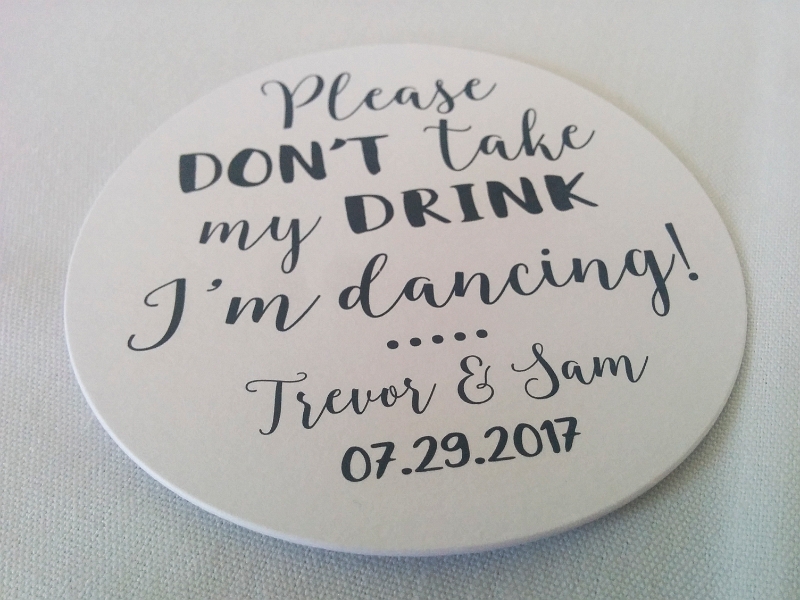 Please
DON'T take
my DRINK
I'm dancing!
.....
Trevor & Sam
07.29.2017